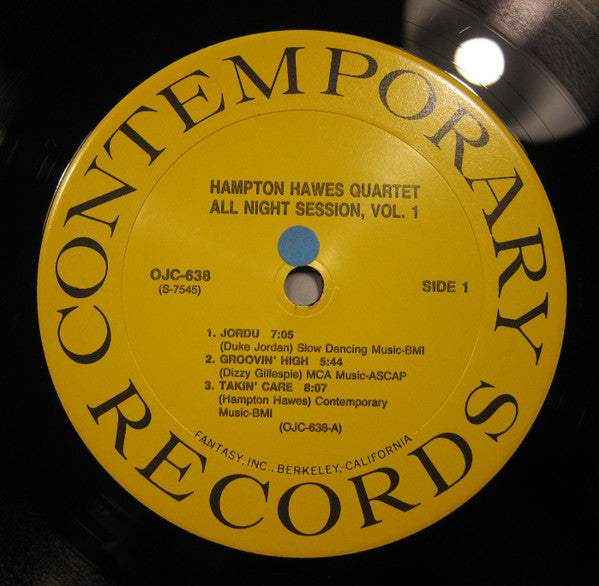 CONTEMPORARY RECORDS
HAMPTON HAWES QUARTET
ALL NIGHT SESSION, VOL. 1
OJC-638
(S-7545)
SIDE 1
1. JORDU 7:05
(Duke Jordan) Slow Dancing Music-BMI
2. GROOVIN' HIGH 5:44
(Dizzy Gillespie) MCA Music-ASCAP
3. TAKIN' CARE 8:07
(Hampton Hawes) Contemporary
Music-BMI
(OJC-638-A)
FANTASY, INC., BERKELEY, CALIFORNIA